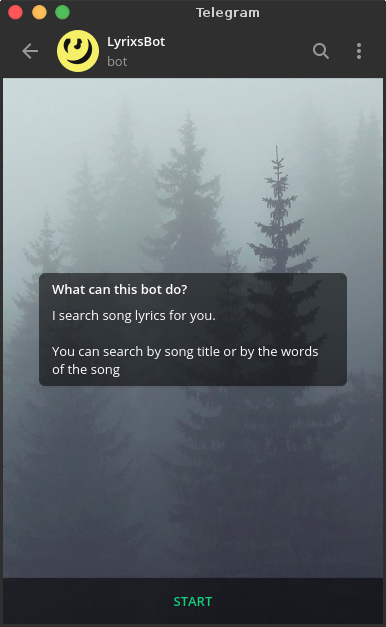 Telegram
LyrixsBot
bot
What can this bot do?
I search song lyrics for you.
You can search by song title or by the words
of the song
START